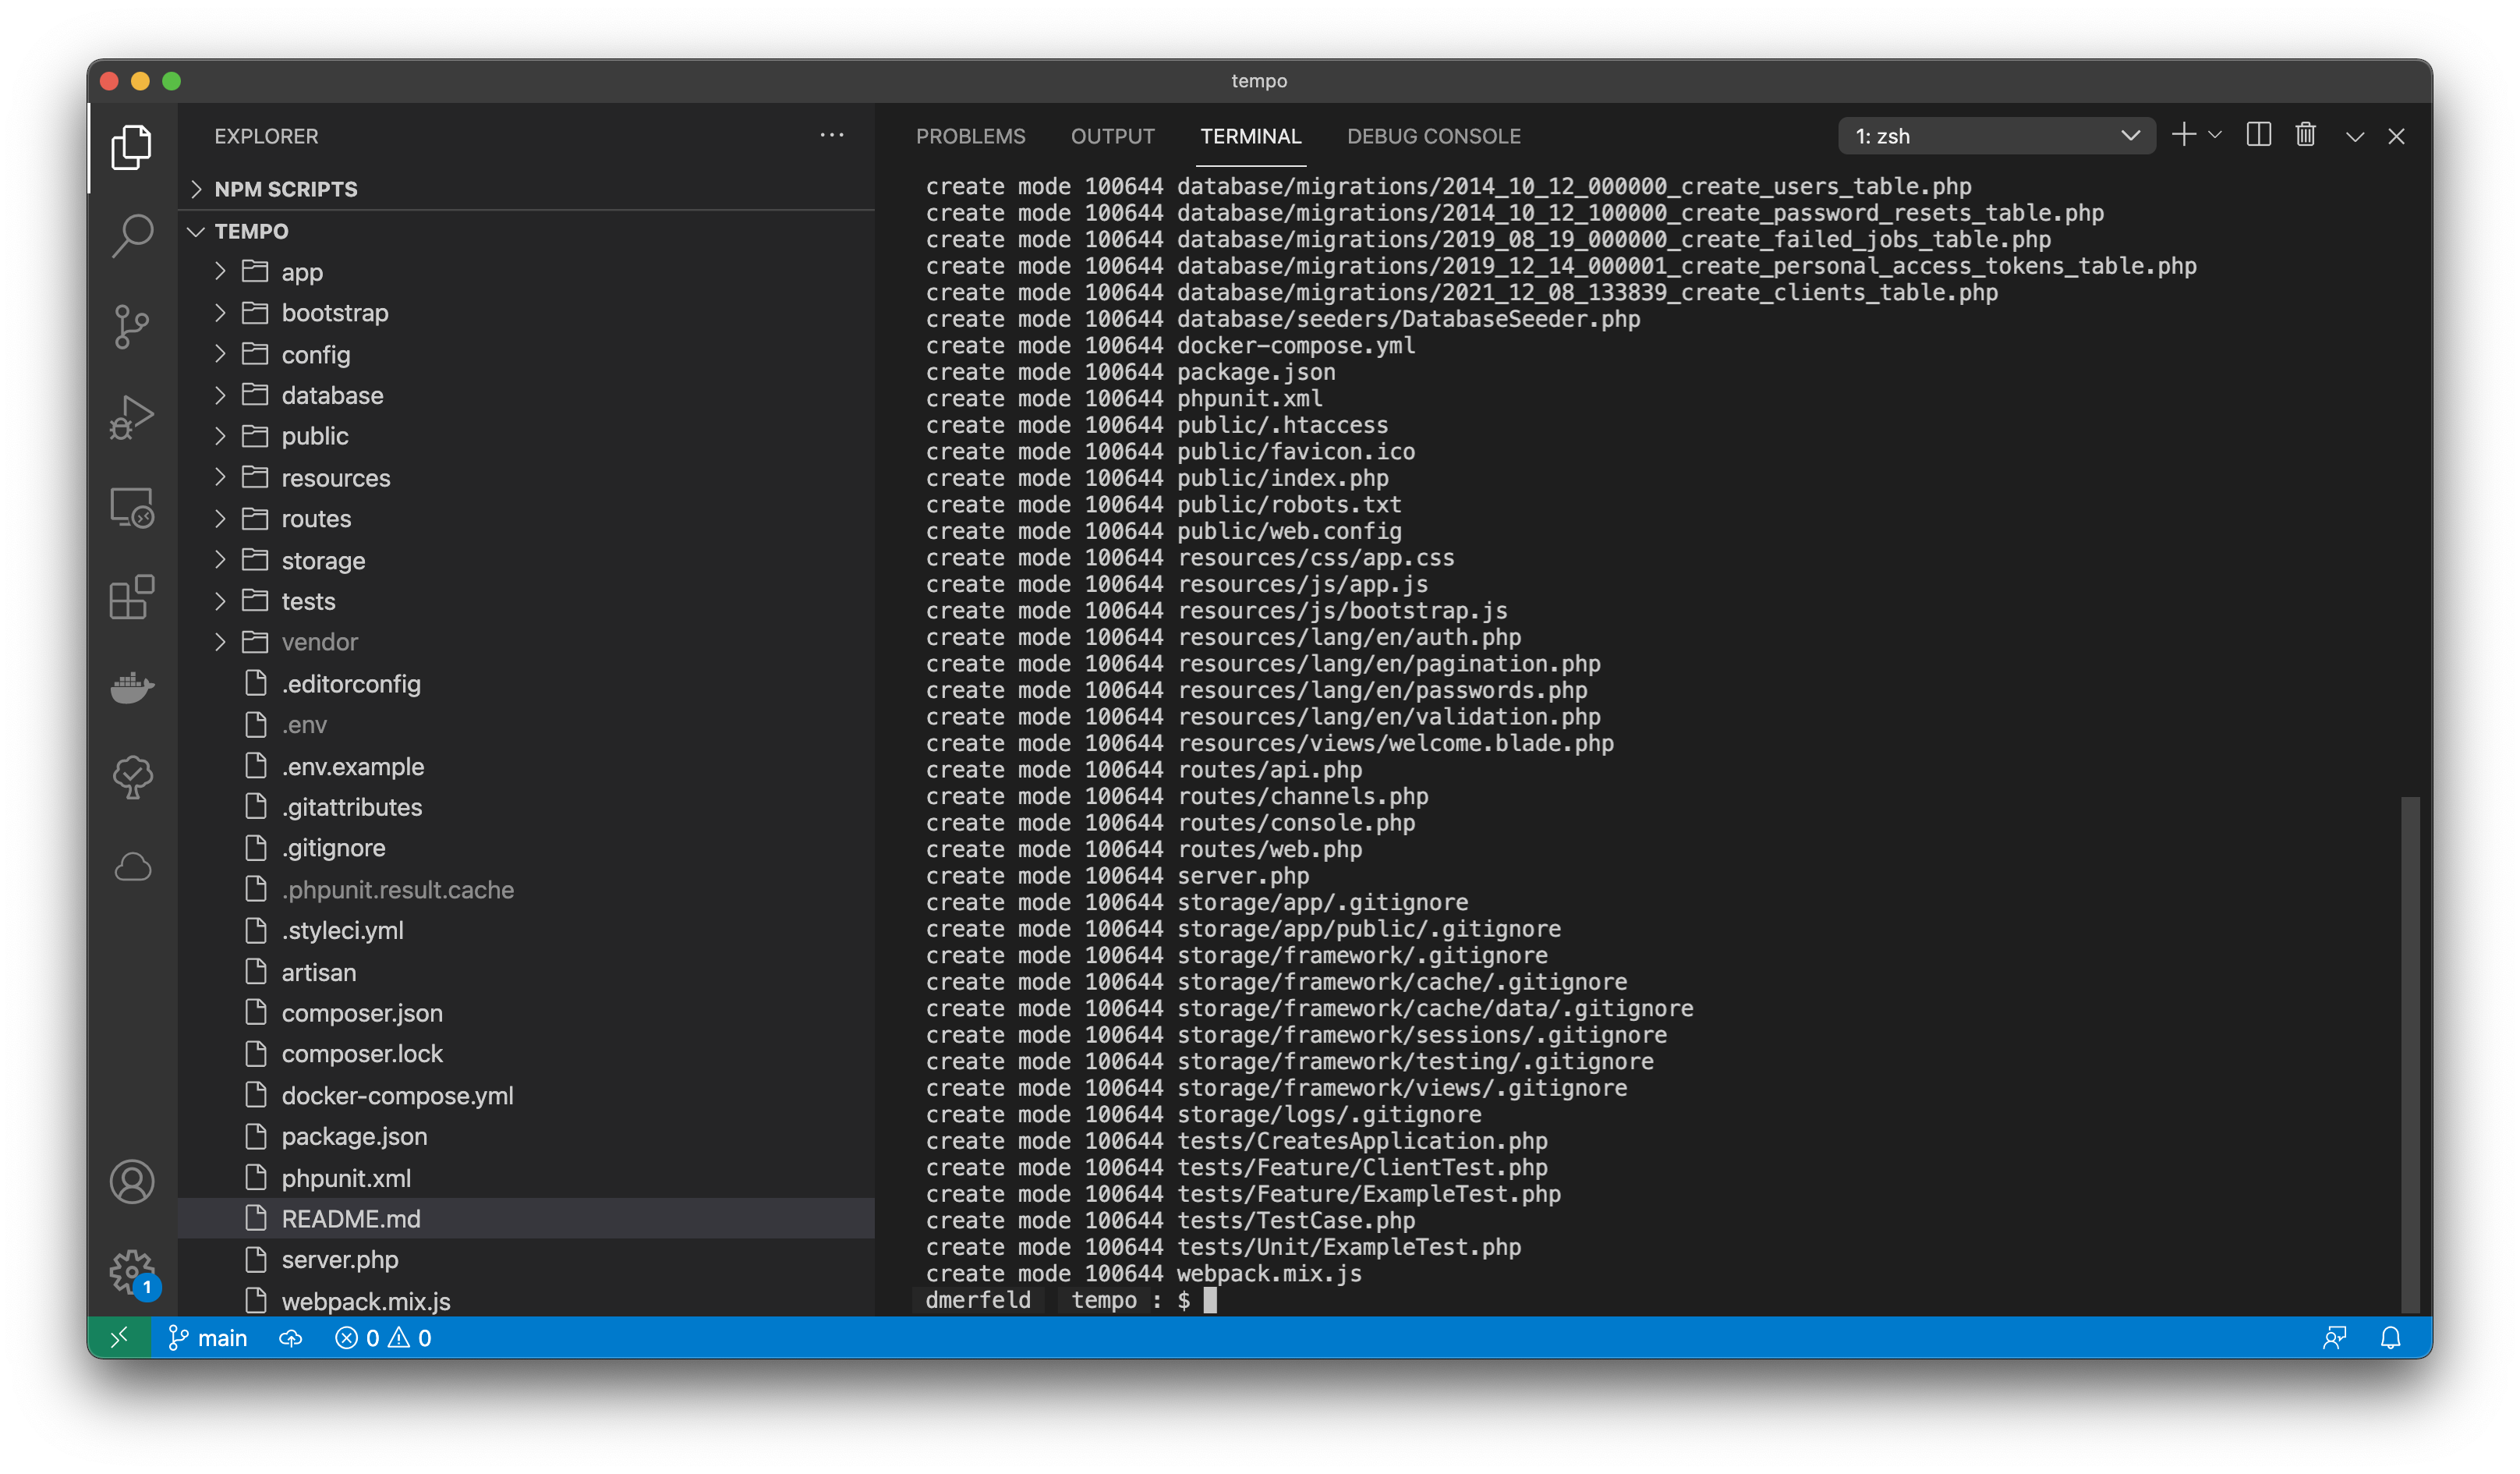 tempo
EXPLORER
NPM SCRIPTS
TEMPO
app
bootstrap
config
database
public
resources
routes
storage
tests
vendor
.editorconfig
.env
.env.example
.gitattributes
.gitignore
.phpunit.result.cache
.styleci.yml
artisan
composer.json
composer.lock
docker-compose.yml
package.json
phpunit.xml
README.md
server.php
webpack.mix.js
1
PROBLEMS OUTPUT TERMINAL DEBUG CONSOLE 1: zsh
create mode 100644 database/migrations/2014_10_12_000000_create_users_table.php
create mode 100644 database/migrations/2014_10_12_100000_create_password_resets_table.php
create mode 100644 database/migrations/2019_08_19_000000_create_failed_jobs_table.php
create mode 100644 database/migrations/2019_12_14_000001_create_personal_access_tokens_table.php
create mode 100644 database/migrations/2021_12_08_133839_create_clients_table.php
create mode 100644 database/seeders/DatabaseSeeder.php
create mode 100644 docker-compose.yml
create mode 100644 package.json
create mode 100644 phpunit.xml
create mode 100644 public/.htaccess
create mode 100644 public/favicon.ico
create mode 100644 public/index.php
create mode 100644 public/robots.txt
create mode 100644 public/web.config
create mode 100644 resources/css/app.css
create mode 100644 resources/js/app.js
create mode 100644 resources/js/bootstrap.js
create mode 100644 resources/lang/en/auth.php
create mode 100644 resources/lang/en/pagination.php
create mode 100644 resources/lang/en/passwords.php
create mode 100644 resources/lang/en/validation.php
create mode 100644 resources/views/welcome.blade.php
create mode 100644 routes/api.php
create mode 100644 routes/channels.php
create mode 100644 routes/console.php
create mode 100644 routes/web.php
create mode 100644 server.php
create mode 100644 storage/app/.gitignore
create mode 100644 storage/app/public/.gitignore
create mode 100644 storage/framework/.gitignore
create mode 100644 storage/framework/cache/.gitignore
create mode 100644 storage/framework/cache/data/.gitignore
create mode 100644 storage/framework/sessions/.gitignore
create mode 100644 storage/framework/testing/.gitignore
create mode 100644 storage/framework/views/.gitignore
create mode 100644 storage/logs/.gitignore
create mode 100644 tests/CreatesApplication.php
create mode 100644 tests/Feature/ClientTest.php
create mode 100644 tests/Feature/ExampleTest.php
create mode 100644 tests/TestCase.php
create mode 100644 tests/Unit/ExampleTest.php
create mode 100644 webpack.mix.js
dmerfeld tempo : $
main 0 0